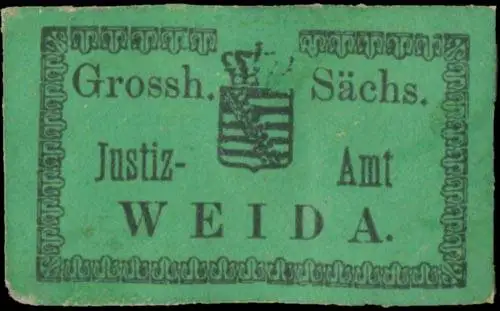 Grossh. Sächs.
Justiz- Amt
WEIDA.